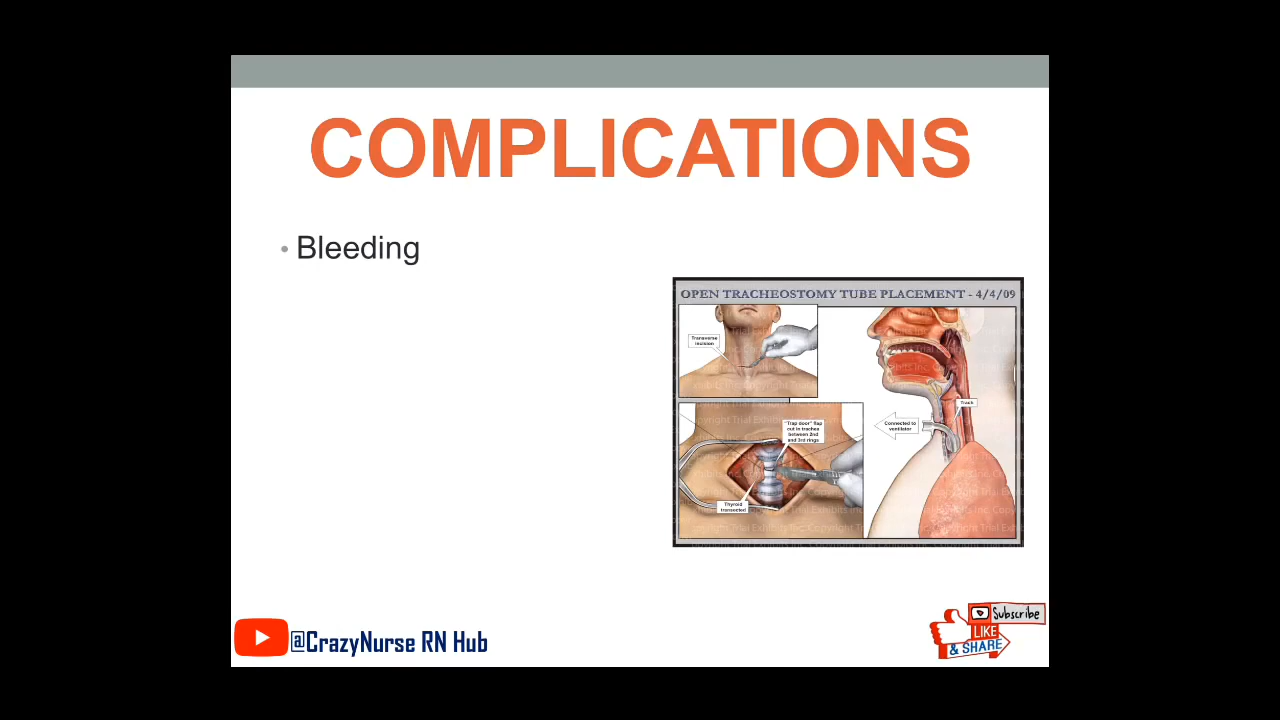 COMPLICATIONS
• Bleeding
OPEN TRACHEOSTOMY TUBE PLACEMENT - 4/4/09
Transverse
incision
Trach
Connected to
ventilator
"Trap door" flap
cut in trachea
between 2nd
and 3rd rings
Thyroid
transected
@CrazyNurse RN Hub
Subscribe
LIKE
& SHARE